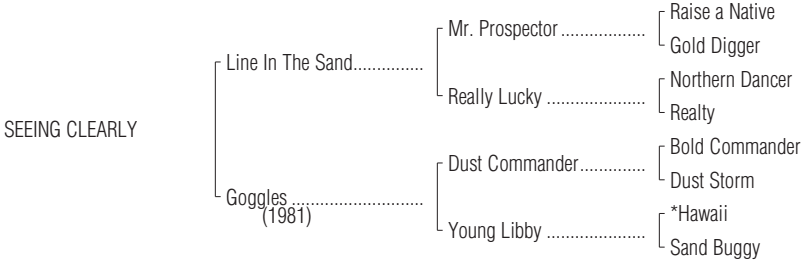 Raise a Native
Mr. Prospector ...................
Gold Digger
Line In The Sand...............
Northern Dancer
Really Lucky ......................
Realty
SEEING CLEARLY
Bold Commander
Dust Commander..............
Dust Storm
Goggles ............................
(1981)
*Hawaii
Young Libby ......................
Sand Buggy